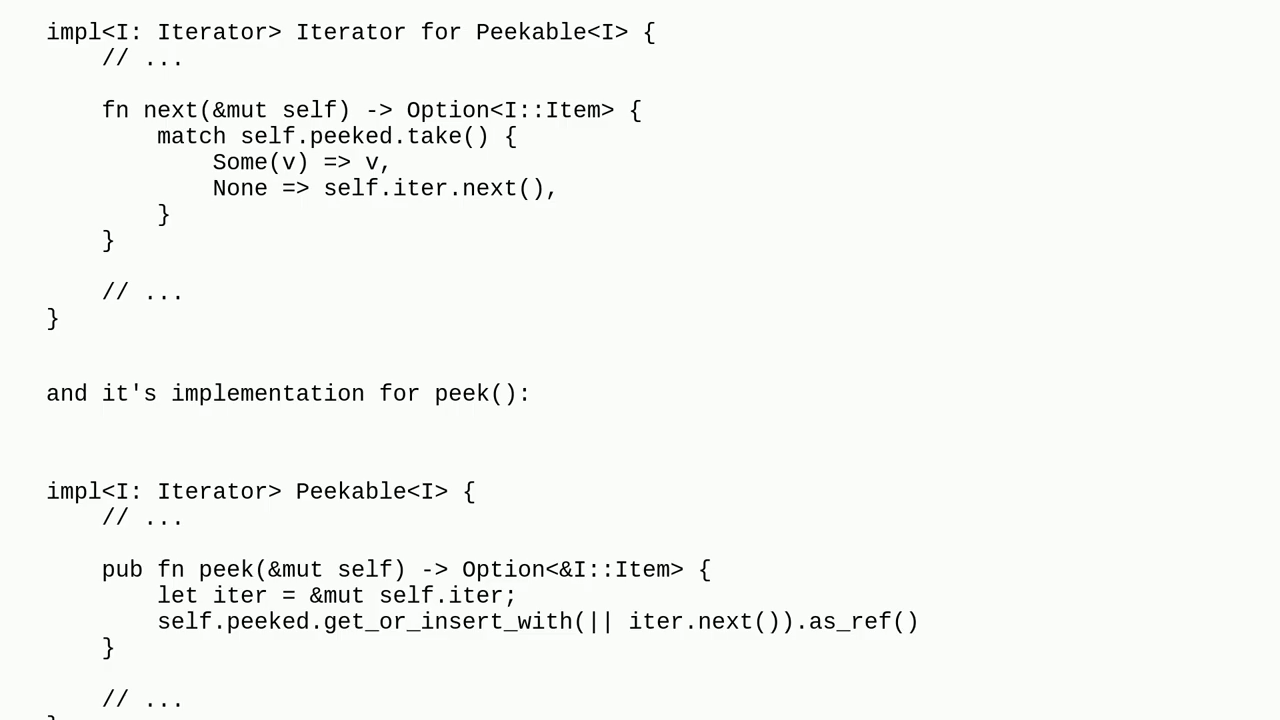 impl<I: Iterator> Iterator for Peekable<I> {
    // ...
    fn next(&mut self) -> Option<I::Item> {
        match self.peeked.take() {
            Some(v) => v,
            None => self.iter.next(),
        }
    }
    // ...
}
and it's implementation for peek():
impl<I: Iterator> Peekable<I> {
    // ...
    pub fn peek(&mut self) -> Option<&I::Item> {
        let iter = &mut self.iter;
        self.peeked.get_or_insert_with(|| iter.next()).as_ref()
    }
    // ...
}